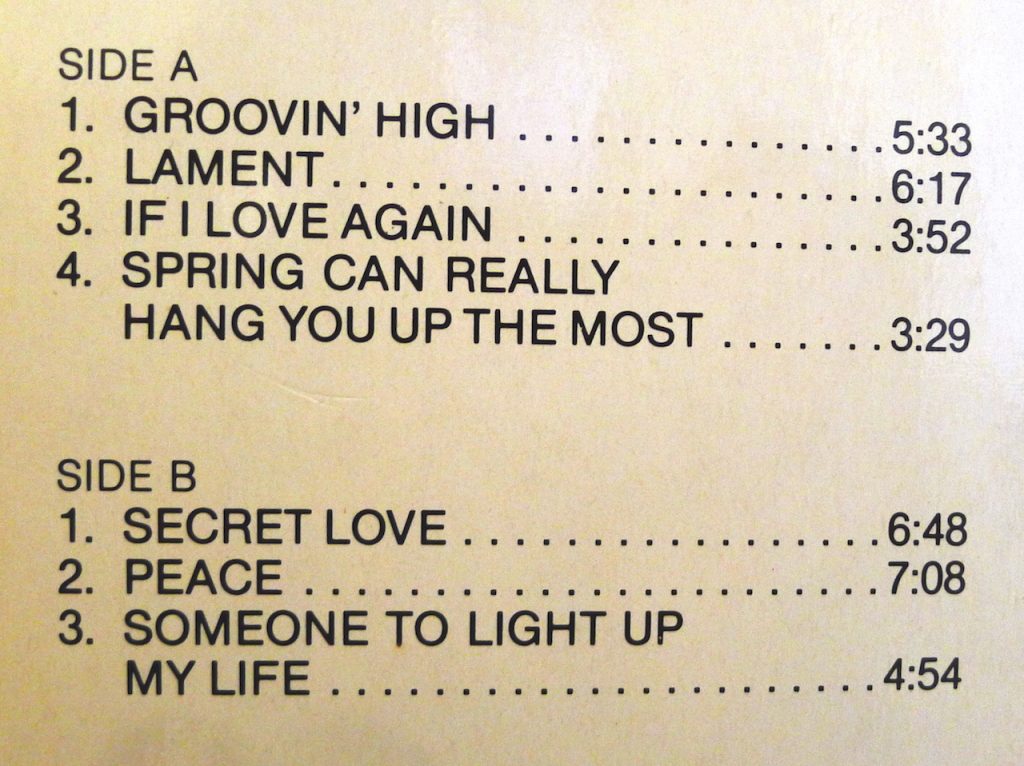 SIDE A
1. GROOVIN' HIGH ..............5:33
2. LAMENT.....................6:17
3. IF I LOVE AGAIN ..............3:52
4. SPRING CAN REALLY
HANG YOU UP THE MOST .......3:29
SIDE B
1. SECRET LOVE ................6:48
2. PEACE ......................7:08
3. SOMEONE TO LIGHT UP
MY LIFE .....................4:54